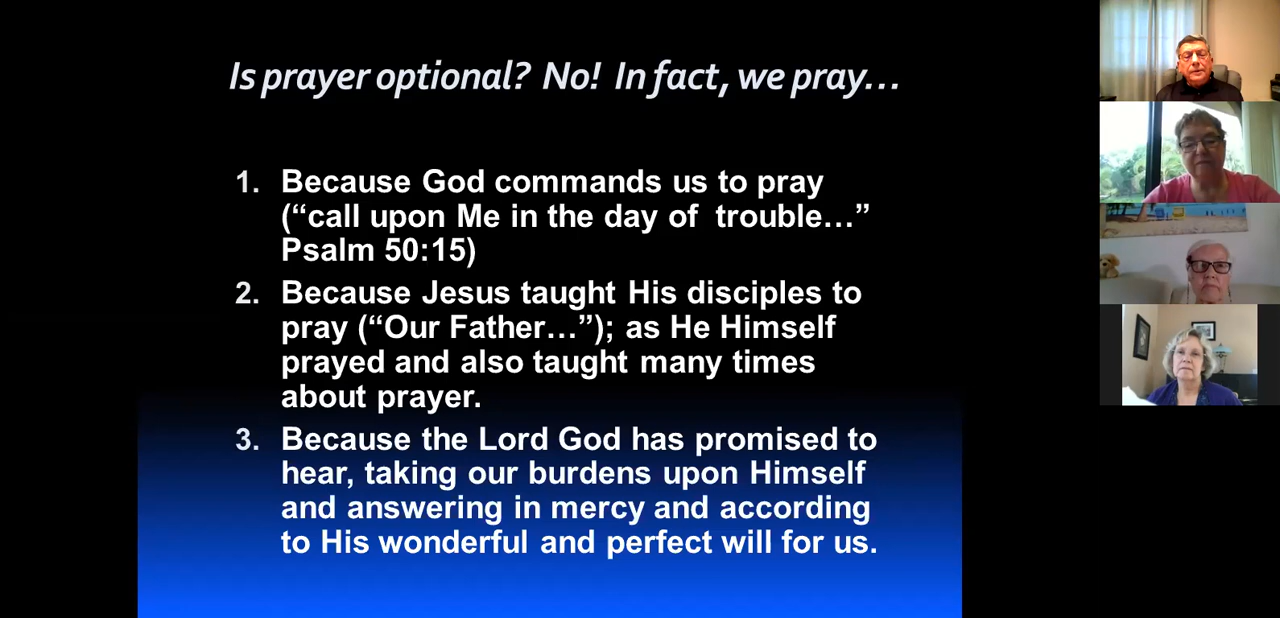 Is prayer optional?  No!  In fact, we pray…
1. Because God commands us to pray
(“call upon Me in the day of  trouble…”
Psalm 50:15)
2. Because Jesus taught His disciples to
pray (“Our Father…”); as He Himself
prayed and also taught many times
about prayer.
3. Because the Lord God has promised to
hear, taking our burdens upon Himself
and answering in mercy and according
to His wonderful and perfect will for us.